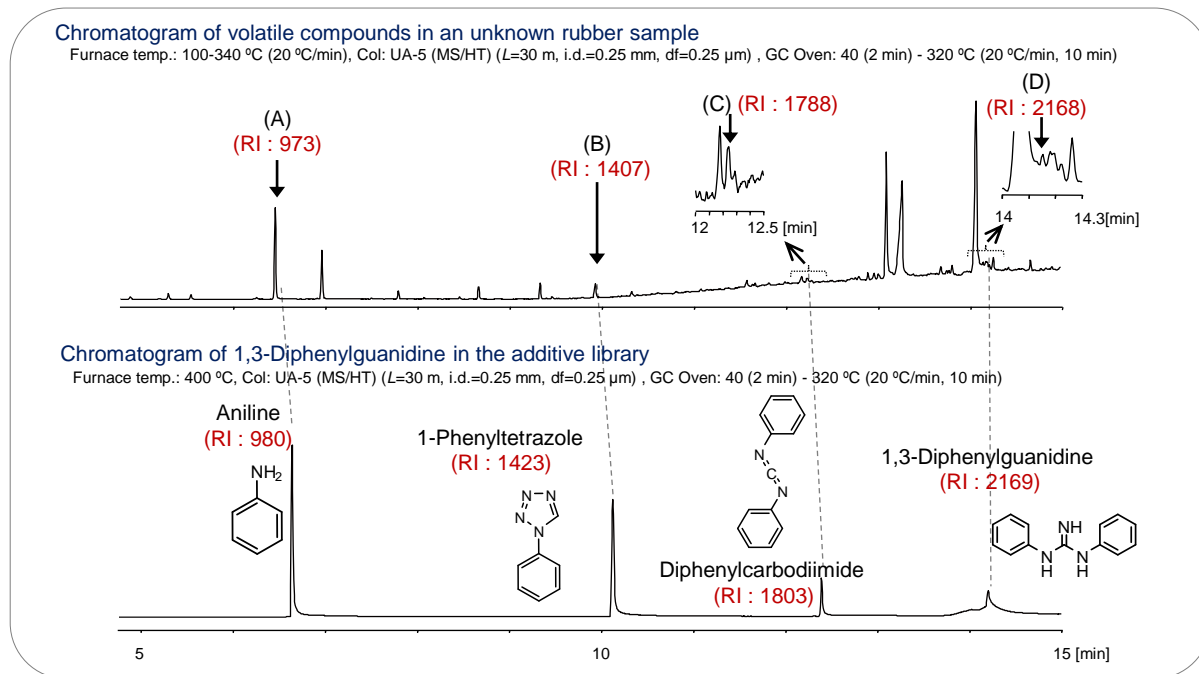 Chromatogram of volatile compounds in an unknown rubber sample
Furnace temp.: 100-340 ºC (20 ºC/min), Col: UA-5 (MS/HT) (L=30 m, i.d.=0.25 mm, df=0.25 µm) , GC Oven: 40 (2 min) - 320 ºC (20 ºC/min, 10 min)
(A)
(RI : 973)
(B)
(RI : 1407)
(C) (RI : 1788)
(D)
(RI : 2168)
12 12.5 [min]
14 14.3 [min]
Chromatogram of 1,3-Diphenylguanidine in the additive library
Furnace temp.: 400 ºC, Col: UA-5 (MS/HT) (L=30 m, i.d.=0.25 mm, df=0.25 µm) , GC Oven: 40 (2 min) - 320 ºC (20 ºC/min, 10 min)
Aniline
(RI : 980)
NH2
1-Phenyltetrazole
(RI : 1423)
N N
N
N
N
C
N
Diphenylcarbodiimide
(RI : 1803)
1,3-Diphenylguanidine
(RI : 2169)
NH
N N
H H
5 10 15 [min]